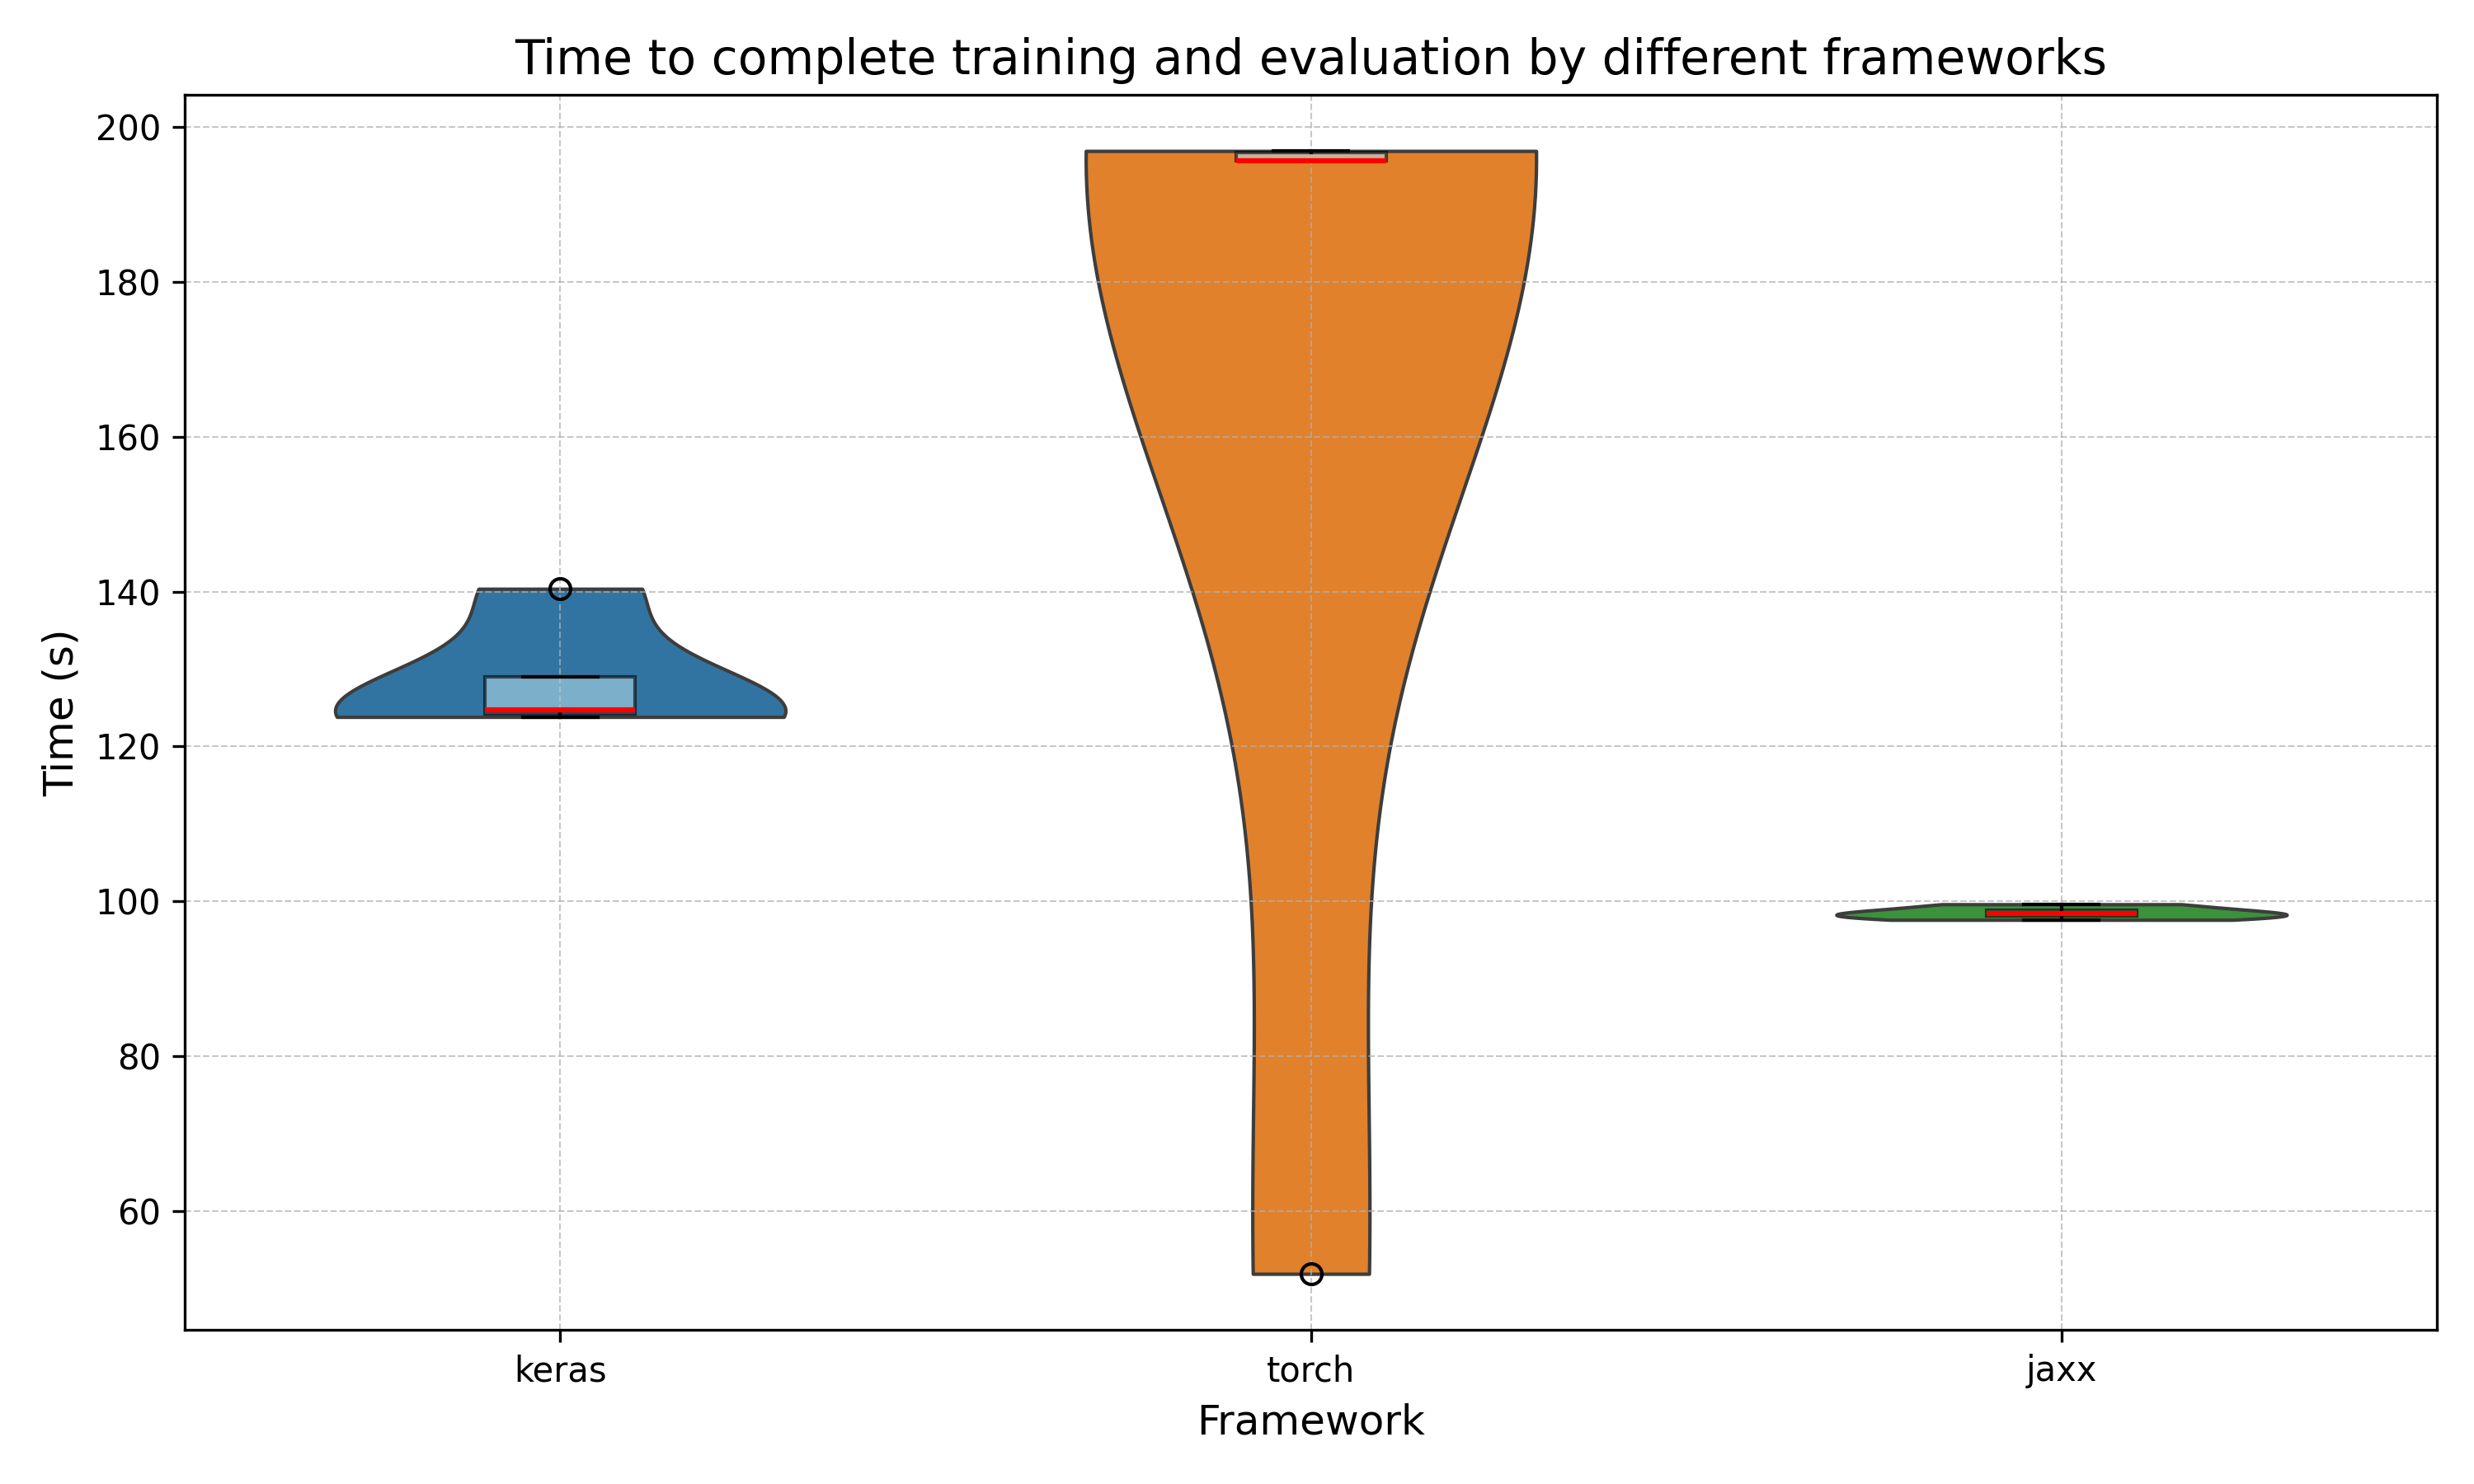 Time to complete training and evaluation by different frameworks
200
180
160
140
120
100
80
60
Time (s)
keras
torch
jaxx
Framework